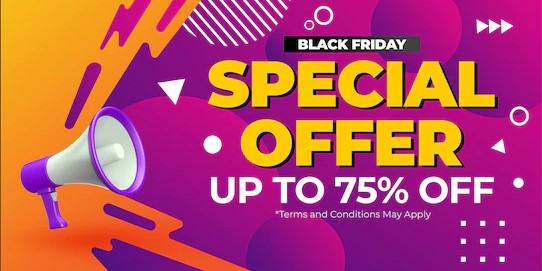 BLACK FRIDAY
SPECIAL
OFFER
UP TO 75% OFF
*Terms and Conditions May Apply